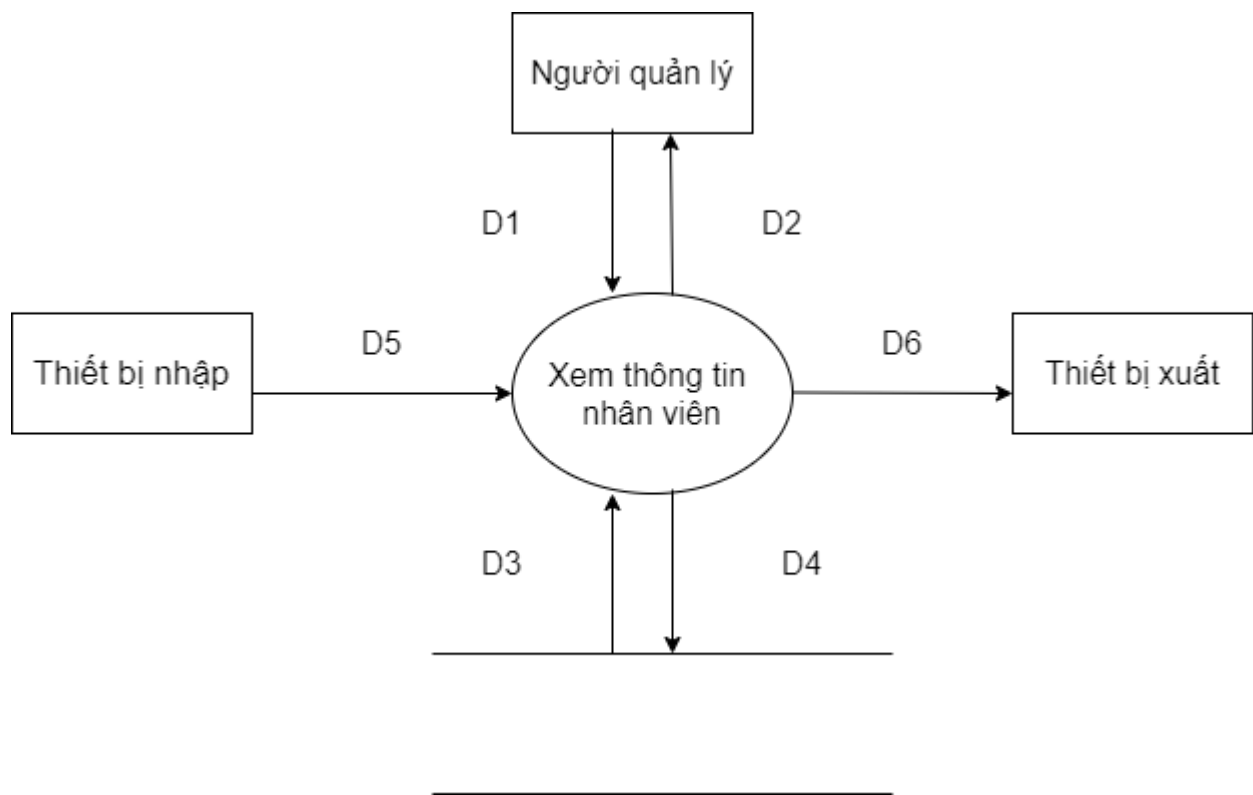 Người quản lý
D1
D2
Thiết bị nhập
D5
Xem thông tin
nhân viên
D6
Thiết bị xuất
D3
D4